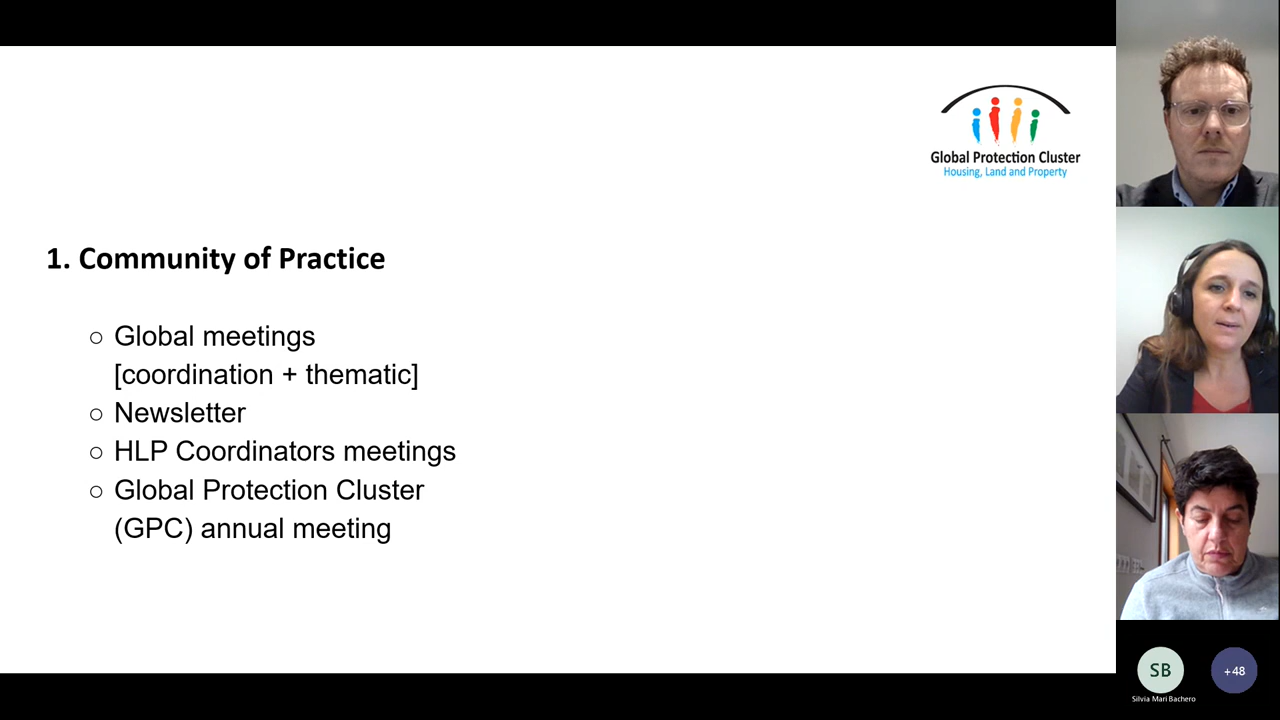 Global Protection Cluster
Housing, Land and Property
1. Community of Practice
○ Global meetings
[coordination + thematic]
○ Newsletter
○ HLP Coordinators meetings
○ Global Protection Cluster
(GPC) annual meeting
SB
+48
Silvia Mari Bachero